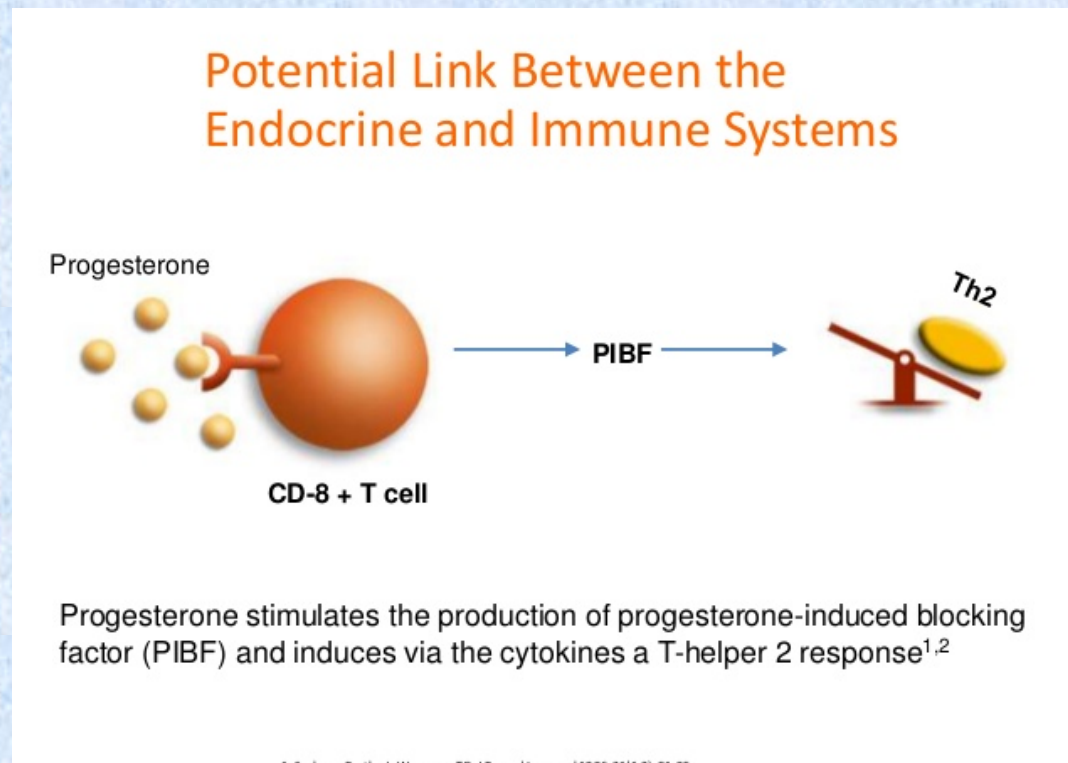 Potential Link Between the
Endocrine and Immune Systems
Progesterone
Th2
PIBF
CD-8 + T cell
Progesterone stimulates the production of progesterone-induced blocking
factor (PIBF) and induces via the cytokines a T-helper 2 response1,2